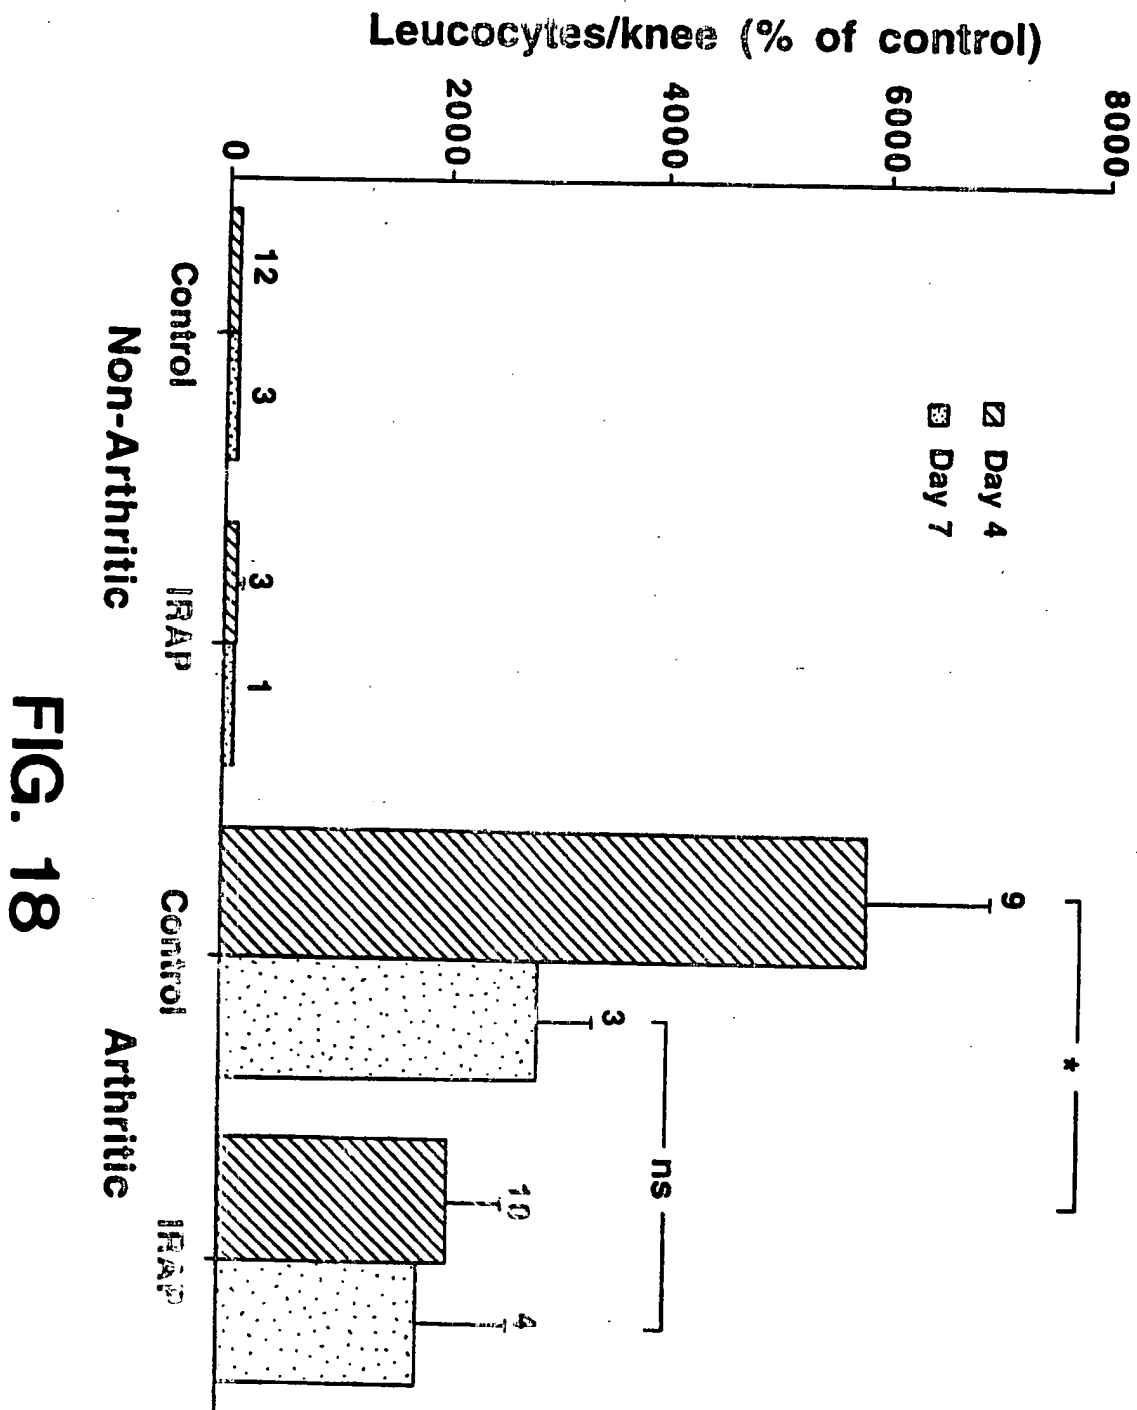 Leucocytes/knee (% of control)
8000
6000
4000
2000
0
Day 4
Day 7
12
3
3
1
9
3
10
4
*
ns
Control
IRAP
Control
IRAP
Non-Arthritic
Arthritic
FIG. 18